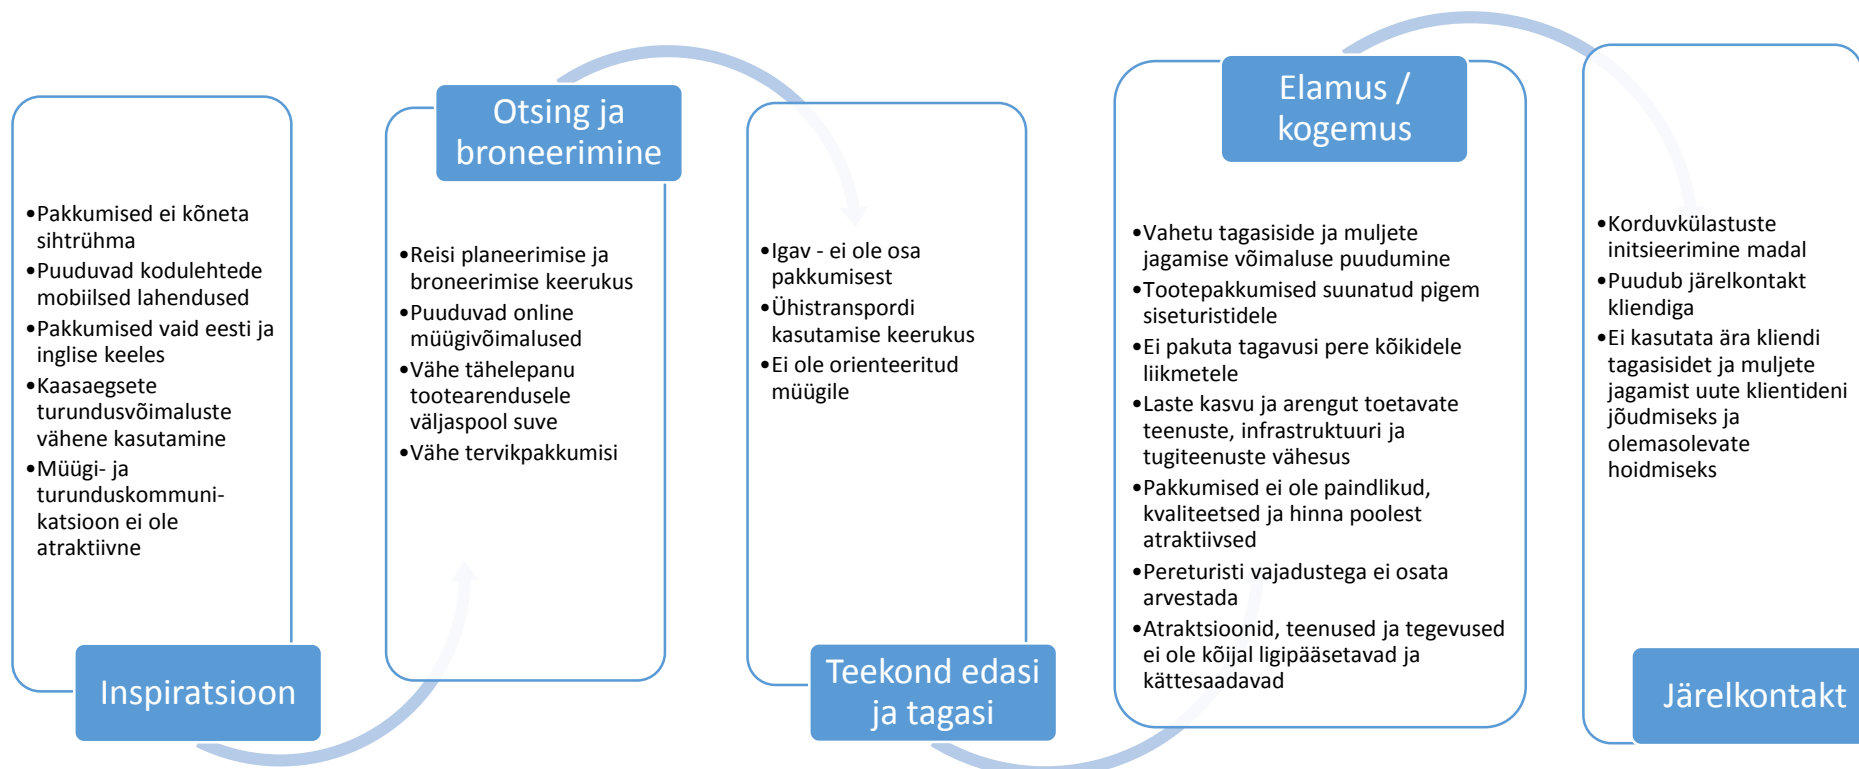 •Pakkumised ei kõneta
sihtrühma
•Puuduvad kodulehtede
mobiilsed lahendused
•Pakkumised vaid eesti ja
inglise keeles
•Kaasaegsete
turundusvõimaluste
vähene kasutamine
•Müügi- ja
turunduskommuni-
katsioon ei ole
atraktiivne
Inspiratsioon
Otsing ja
broneerimine
•Reisi planeerimise ja
broneerimise keerukus
•Puuduvad online
müügivõimalused
•Vähe tähelepanu
tootearendusele
väljaspool suve
•Vähe tervikpakkumisi
•Igav - ei ole osa
pakkumisest
•Ühistranspordi
kasutamise keerukus
•Ei ole orienteeritud
müügile
Teekond edasi
ja tagasi
Elamus /
kogemus
•Vahetu tagasiside ja muljete
jagamise võimaluse puudumine
•Tootepakkumised suunatud pigem
siseturistidele
•Ei pakuta tagavusi pere kõikidele
liikmetele
•Laste kasvu ja arengut toetavate
teenuste, infrastruktuuri ja
tugiteenuste vähesus
•Pakkumised ei ole paindlikud,
kvaliteetsed ja hinna poolest
atraktiivsed
•Pereturisti vajadustega ei osata
arvestada
•Atraktsioonid, teenused ja tegevused
ei ole kõijal ligipääsetavad ja
kättesaadavad
•Korduvkülastuste
initsieerimine madal
•Puudub järelkontakt
kliendiga
•Ei kasutata ära kliendi
tagasisidet ja muljete
jagamist uute klientideni
jõudmiseks ja
olemasolevate
hoidmiseks
Järelkontakt